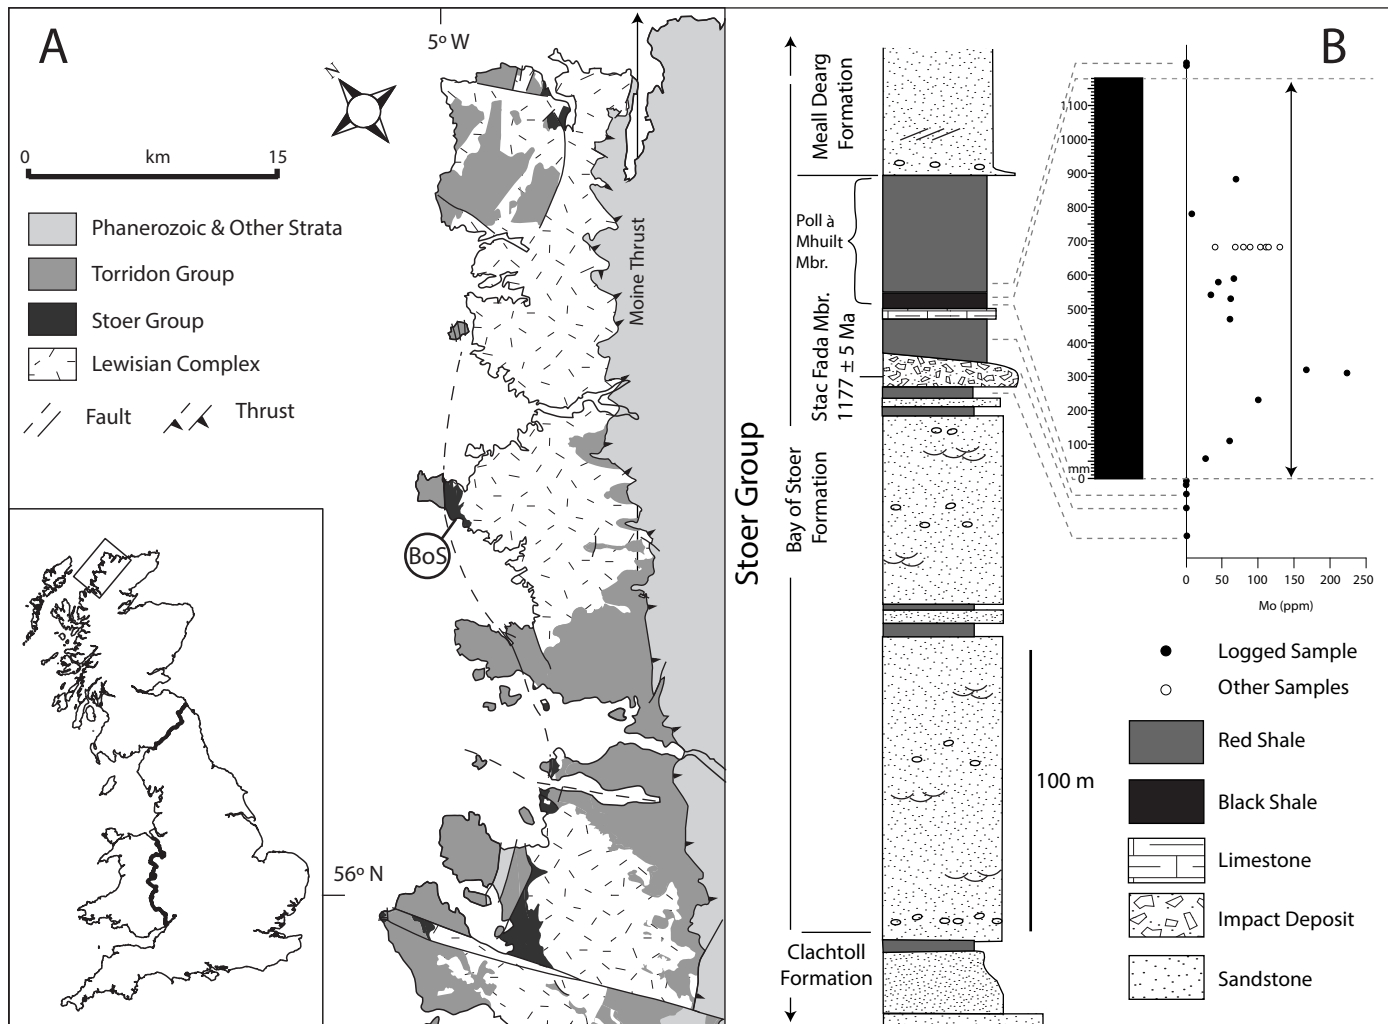 A
5º W
N
0 km 15
Phanerozoic & Other Strata
Torridon Group
Stoer Group
Lewisian Complex
Fault
Thrust
Moine Thrust
BoS
56º N
B
Stoer Group
Meall Dearg
Formation
Poll à
Mhuilt
Mbr.
Stac Fada Mbr.
1177 ± 5 Ma
Bay of Stoer
Formation
Clachtoll
Formation
100 m
1100
1000
900
800
700
600
500
400
300
200
100
mm
0
0 50 100 150 200 250
Mo (ppm)
Logged Sample
Other Samples
Red Shale
Black Shale
Limestone
Impact Deposit
Sandstone